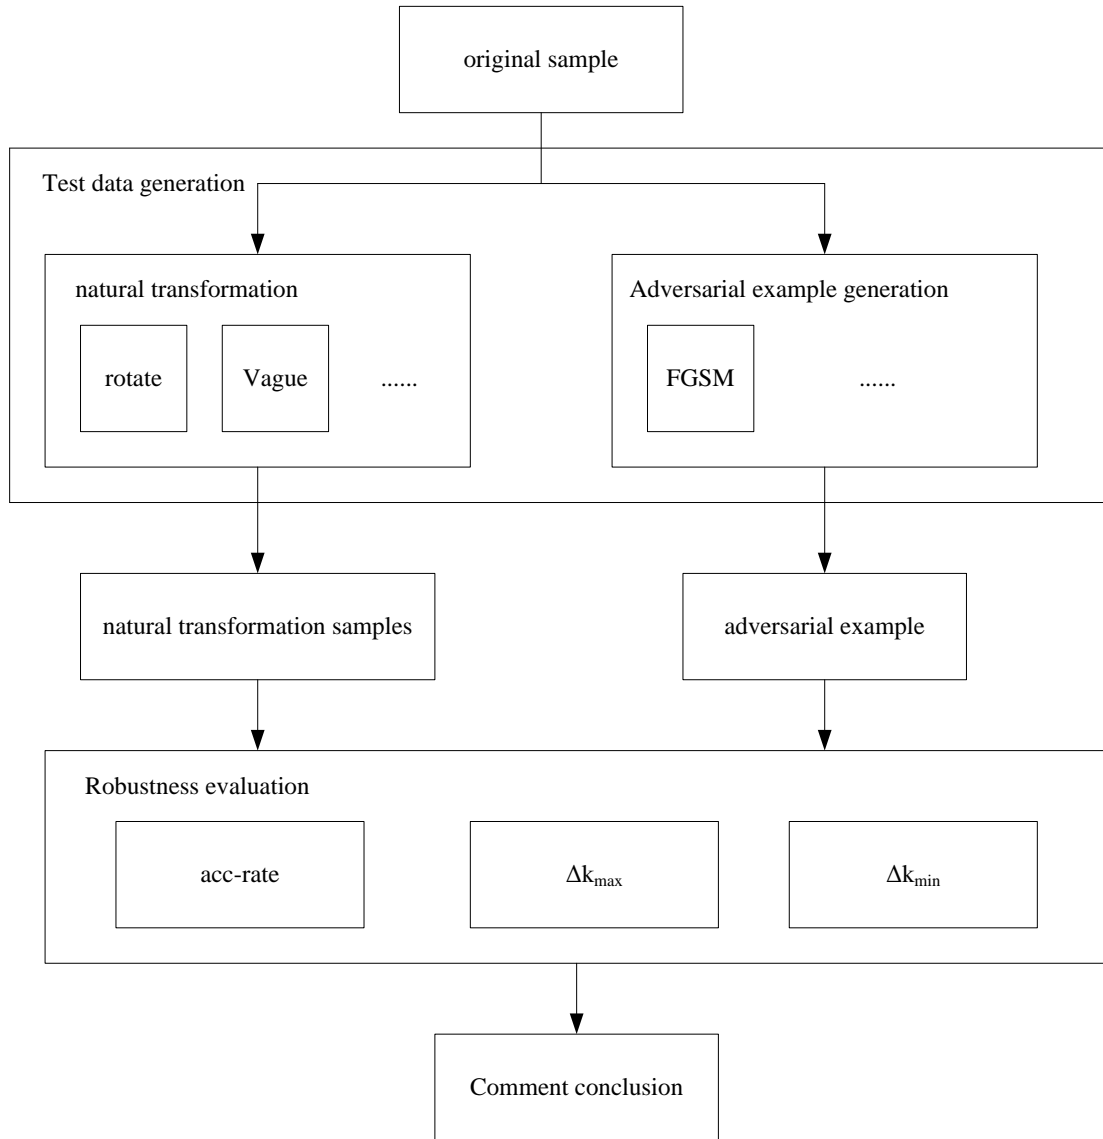 original sample
Test data generation
natural transformation
Adversarial example generation
rotate
Vague
......
FGSM
......
natural transformation samples
adversarial example
Robustness evaluation
acc-rate
Δkmax
Δkmin
Comment conclusion